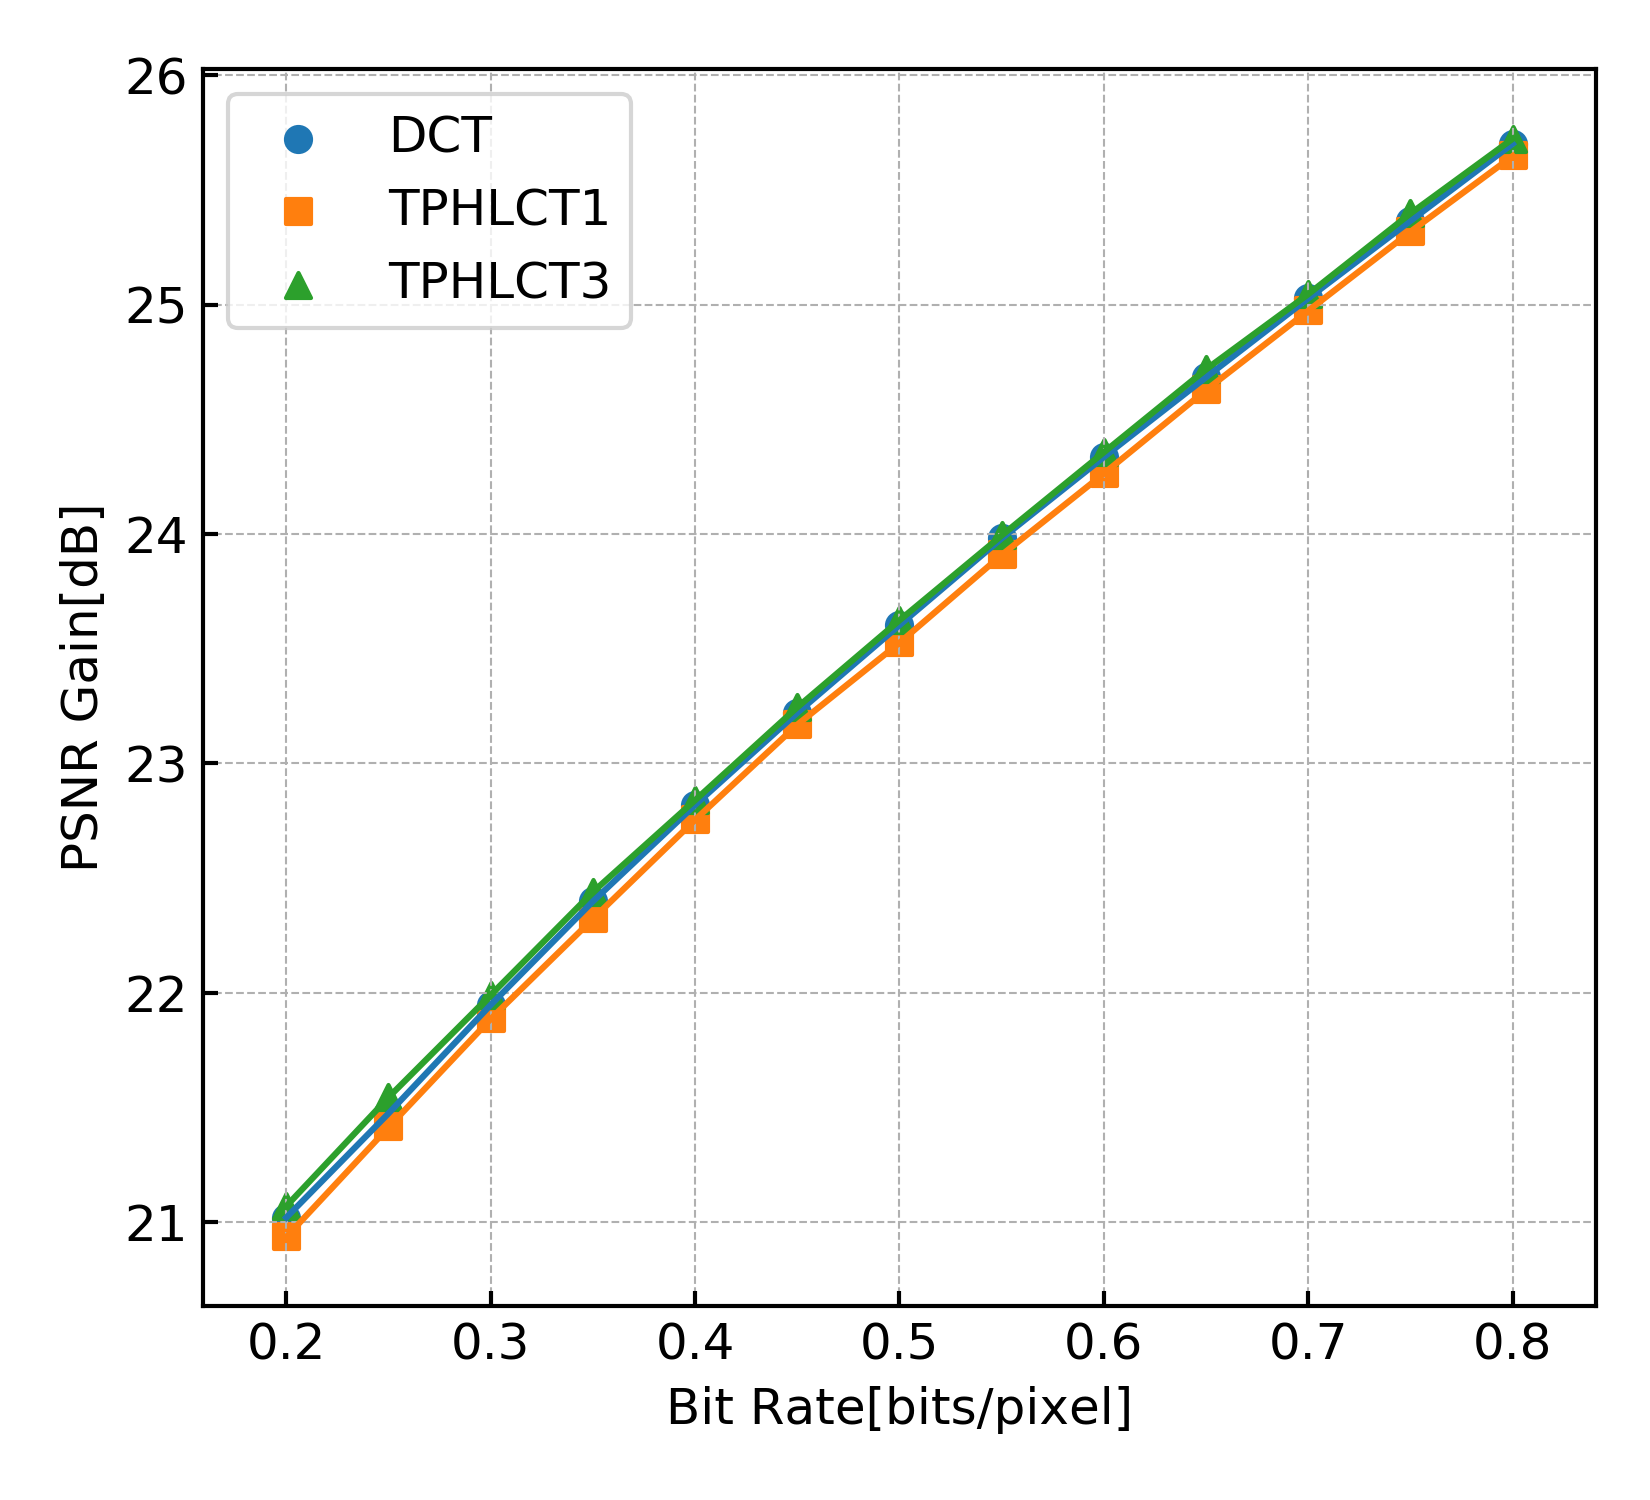 26
25
24
23
22
21
PSNR Gain[dB]
DCT
TPHLCT1
TPHLCT3
0.2 0.3 0.4 0.5 0.6 0.7 0.8
Bit Rate[bits/pixel]